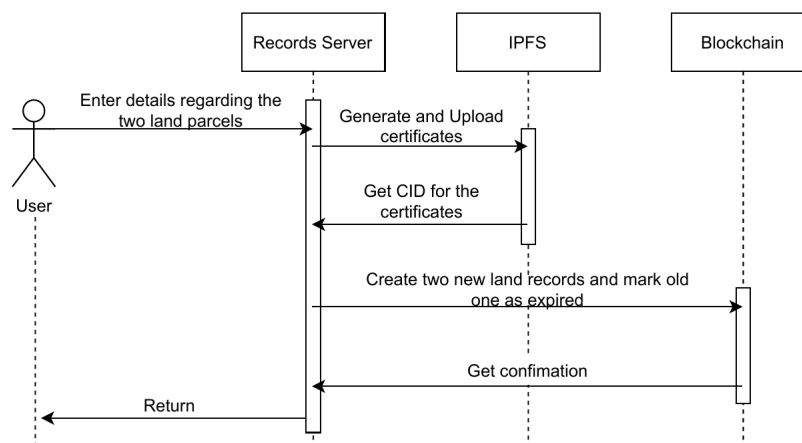 Records Server
IPFS
Blockchain
Enter details regarding the
two land parcels
Generate and Upload
certificates
User
Get CID for the
certificates
Create two new land records and mark old
one as expired
Get confimation
Return